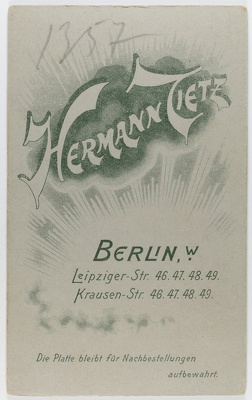 1357
HERMANN TIETZ
BERLIN, W.
Leipziger-Str. 46. 47. 48. 49.
Krausen-Str. 46. 47. 48. 49.
Die Platte bleibt für Nachbestellungen
aufbewahrt.